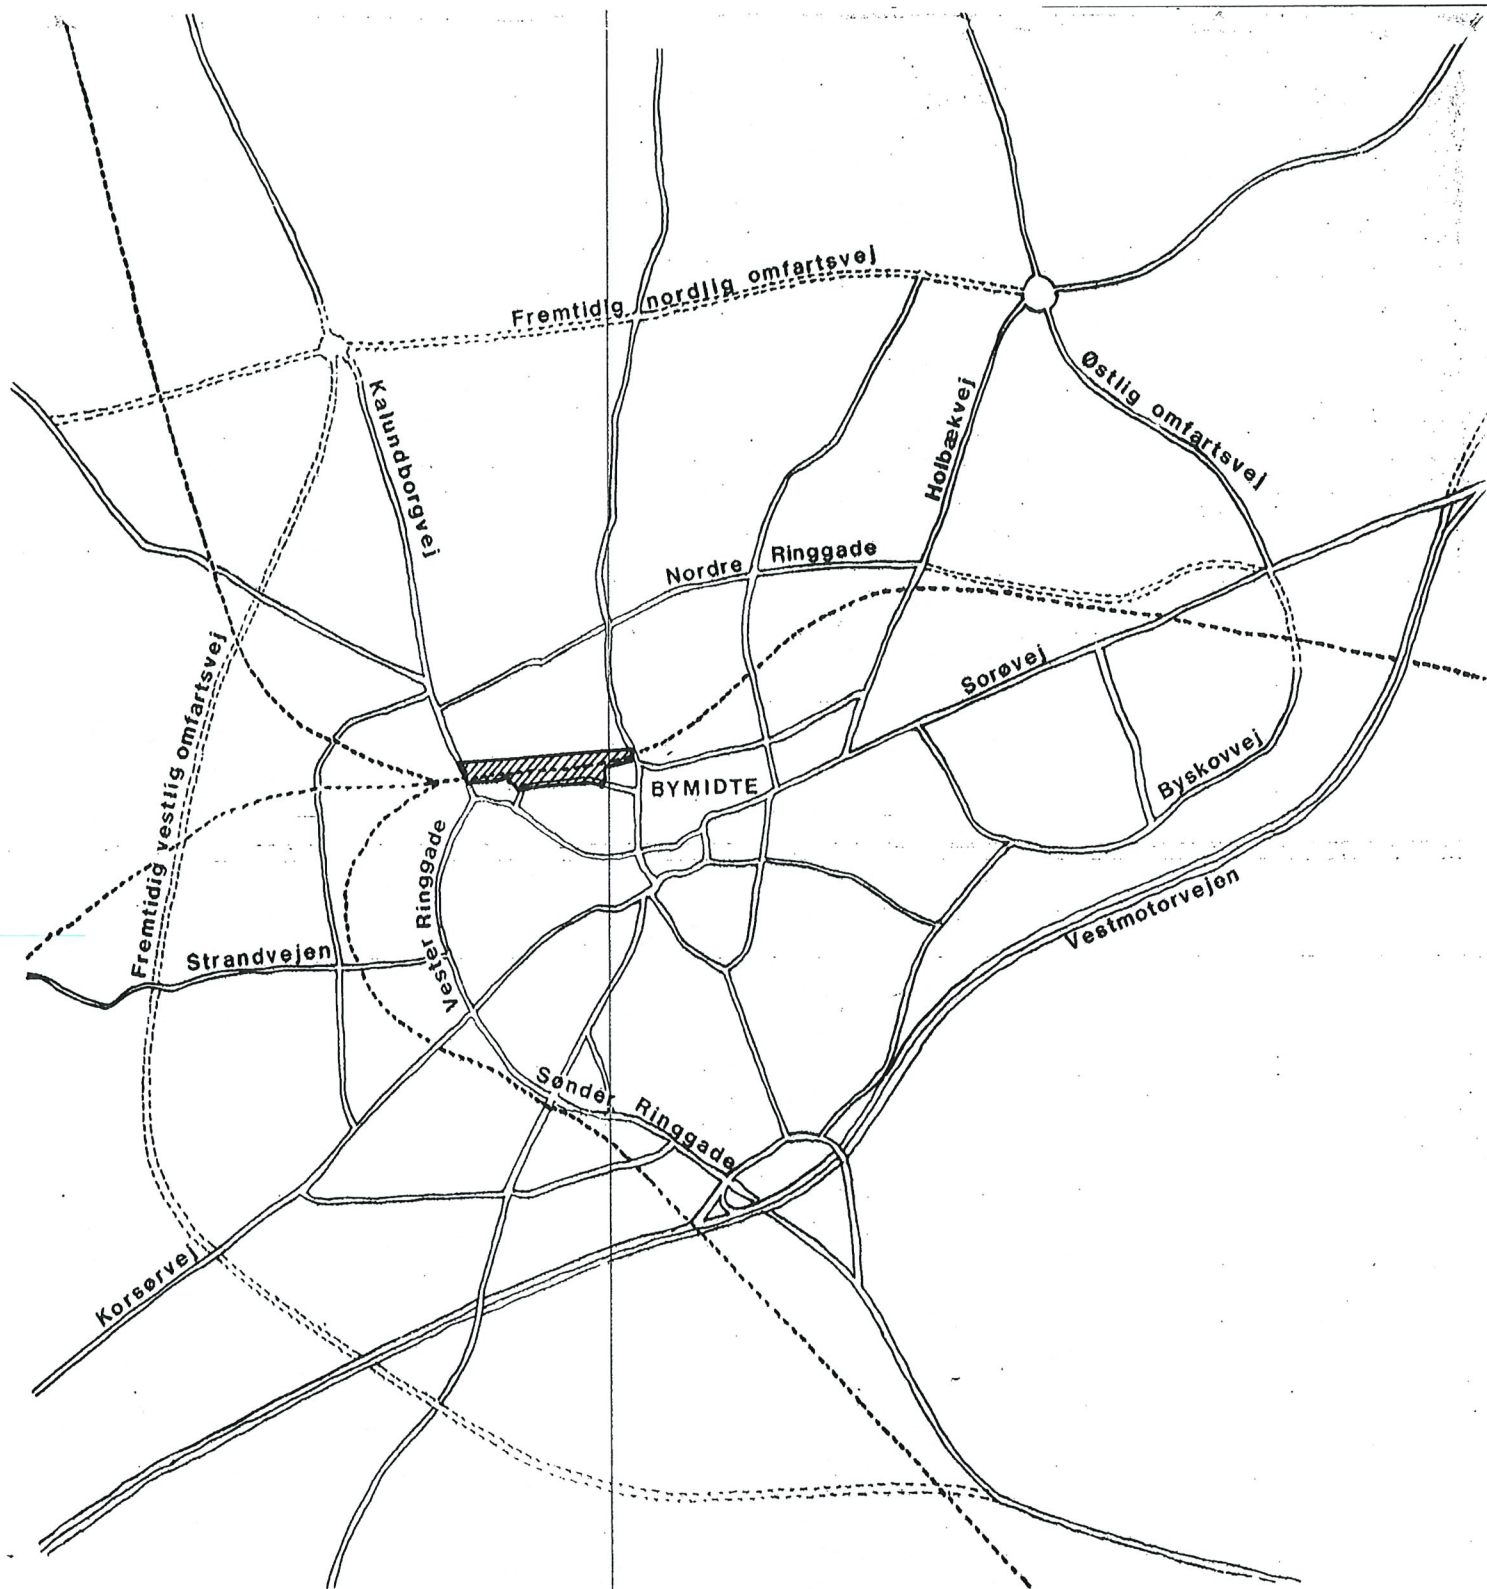 Fremtidig nordlig omfartsvej
Kalundborgvej
Holbækvej
Østlig omfartsvej
Nordre Ringgade
Sorøvej
Fremtidig vestlig omfartsvej
BYMIDTE
Byskovvej
Vester Ringgade
Vestmotorvejen
Strandvejen
Sønder Ringgade
Korsørvej